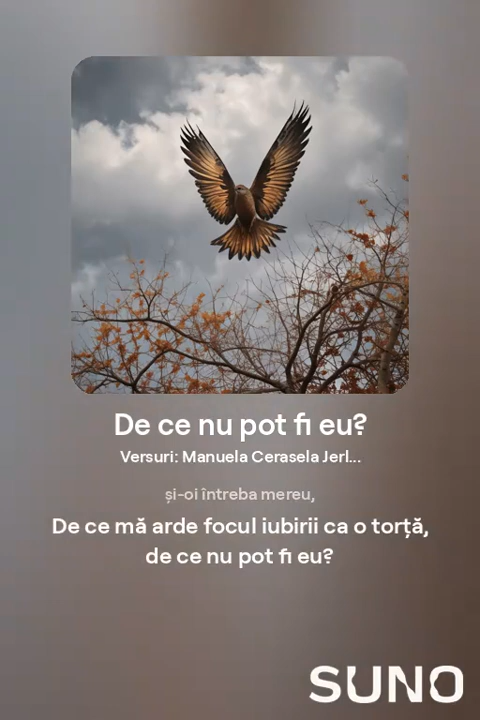 De ce nu pot fi eu?
Versuri: Manuela Cerasela Jerl...
și-oi întreba mereu,
De ce mă arde focul iubirii ca o torță,
de ce nu pot fi eu?
SUNO